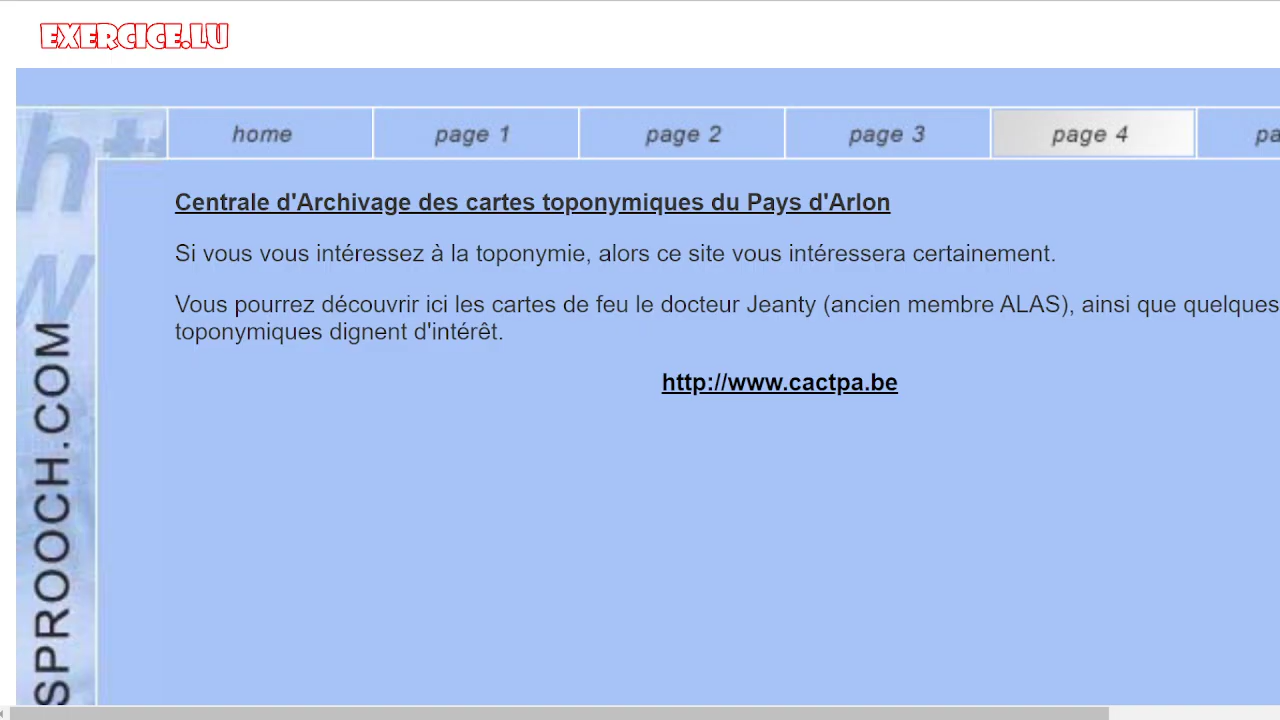 EXERCICE.LU
home page 1 page 2 page 3 page 4
Centrale d'Archivage des cartes toponymiques du Pays d'Arlon
Si vous vous intéressez à la toponymie, alors ce site vous intéressera certainement.
Vous pourrez découvrir ici les cartes de feu le docteur Jeanty (ancien membre ALAS), ainsi que quelques
toponymiques dignent d'intérêt.
http://www.cactpa.be
SPROOCH.COM